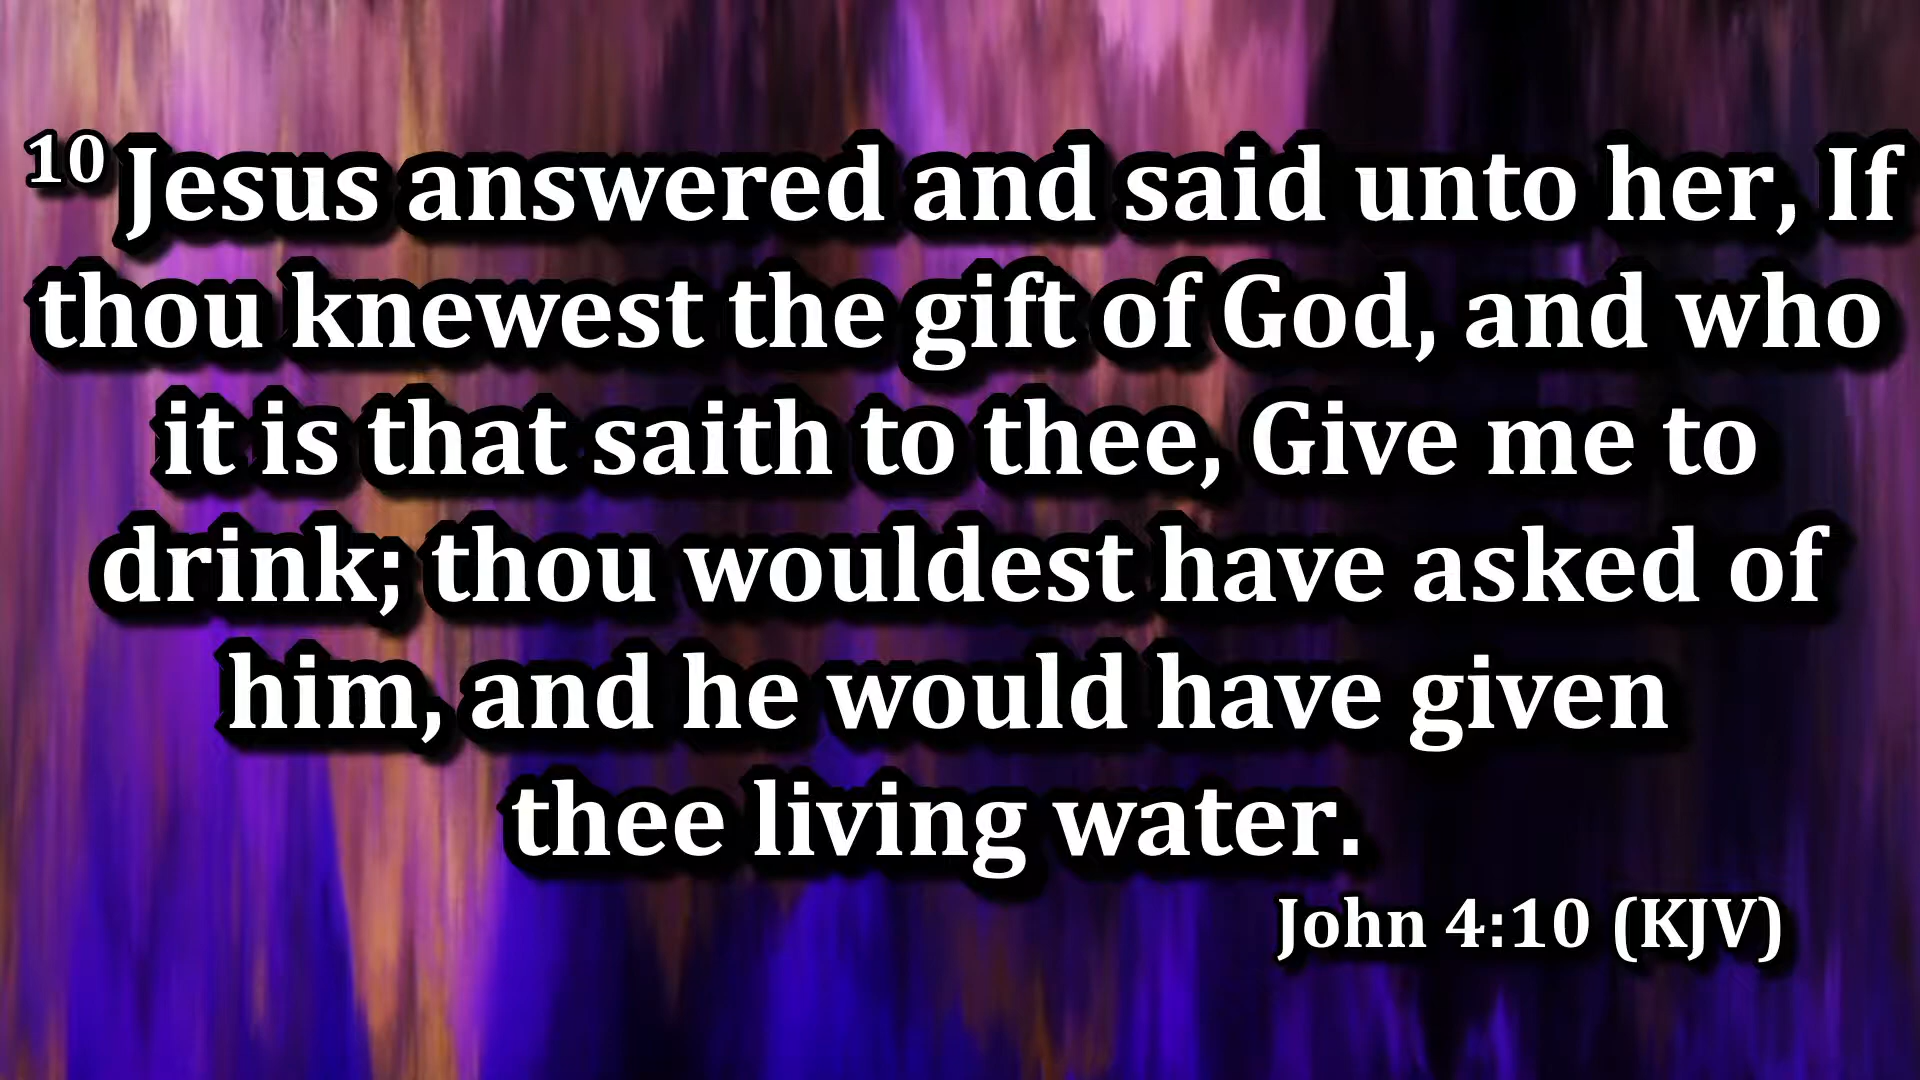 10 Jesus answered and said unto her, If
thou knewest the gift of God, and who
it is that saith to thee, Give me to
drink; thou wouldest have asked of
him, and he would have given
thee living water.
John 4:10 (KJV)